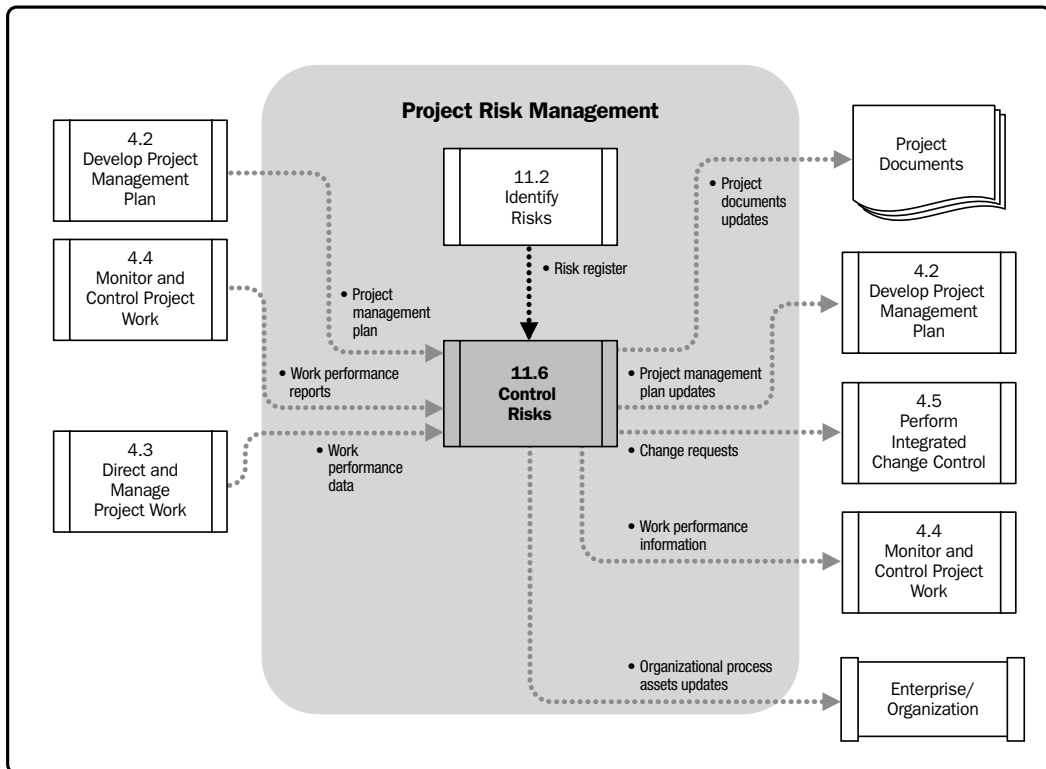 Project Risk Management
4.2
Develop Project
Management
Plan
4.4
Monitor and
Control Project
Work
4.3
Direct and
Manage
Project Work
11.2
Identify
Risks
• Risk register
• Project
management
plan
• Work performance
reports
• Work
performance
data
11.6
Control
Risks
• Project
documents
updates
• Project management
plan updates
• Change requests
• Work performance
information
• Organizational process
assets updates
Project
Documents
4.2
Develop Project
Management
Plan
4.5
Perform
Integrated
Change Control
4.4
Monitor and
Control Project
Work
Enterprise/
Organization